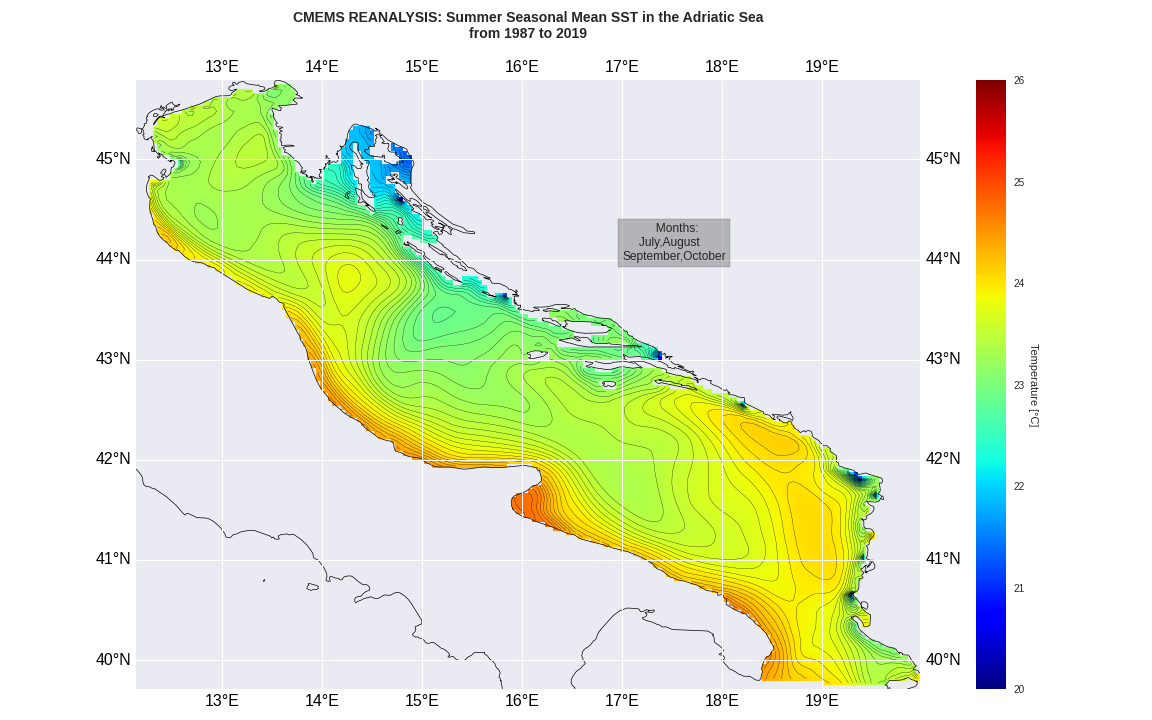 CMEMS REANALYSIS: Summer Seasonal Mean SST in the Adriatic Sea
from 1987 to 2019
13°E 14°E 15°E 16°E 17°E 18°E 19°E
26
45°N 45°N
25
Months:
July,August
September,October
44°N 44°N
24
43°N 43°N
Temperature [°C]
23
42°N 42°N
22
41°N 41°N
21
40°N 40°N
20
13°E 14°E 15°E 16°E 17°E 18°E 19°E